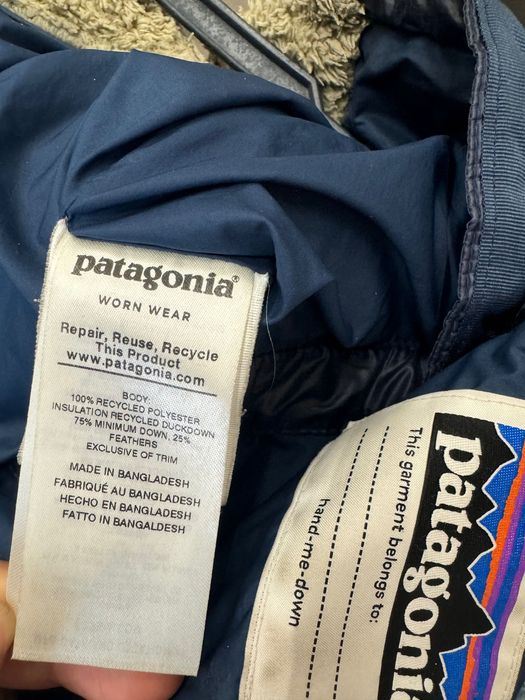 patagonia®
WORN WEAR
Repair, Reuse, Recycle
This Product
www.patagonia.com
BODY:
100% RECYCLED POLYESTER
INSULATION RECYCLED DUCKDOWN
75% MINIMUM DOWN, 25%
FEATHERS
EXCLUSIVE OF TRIM
MADE IN BANGLADESH
FABRIQUÉ AU BANGLADESH
HECHO EN BANGLADESH
FATTO IN BANGALDESH
patagonia
This garment belongs to:
hand-me-down